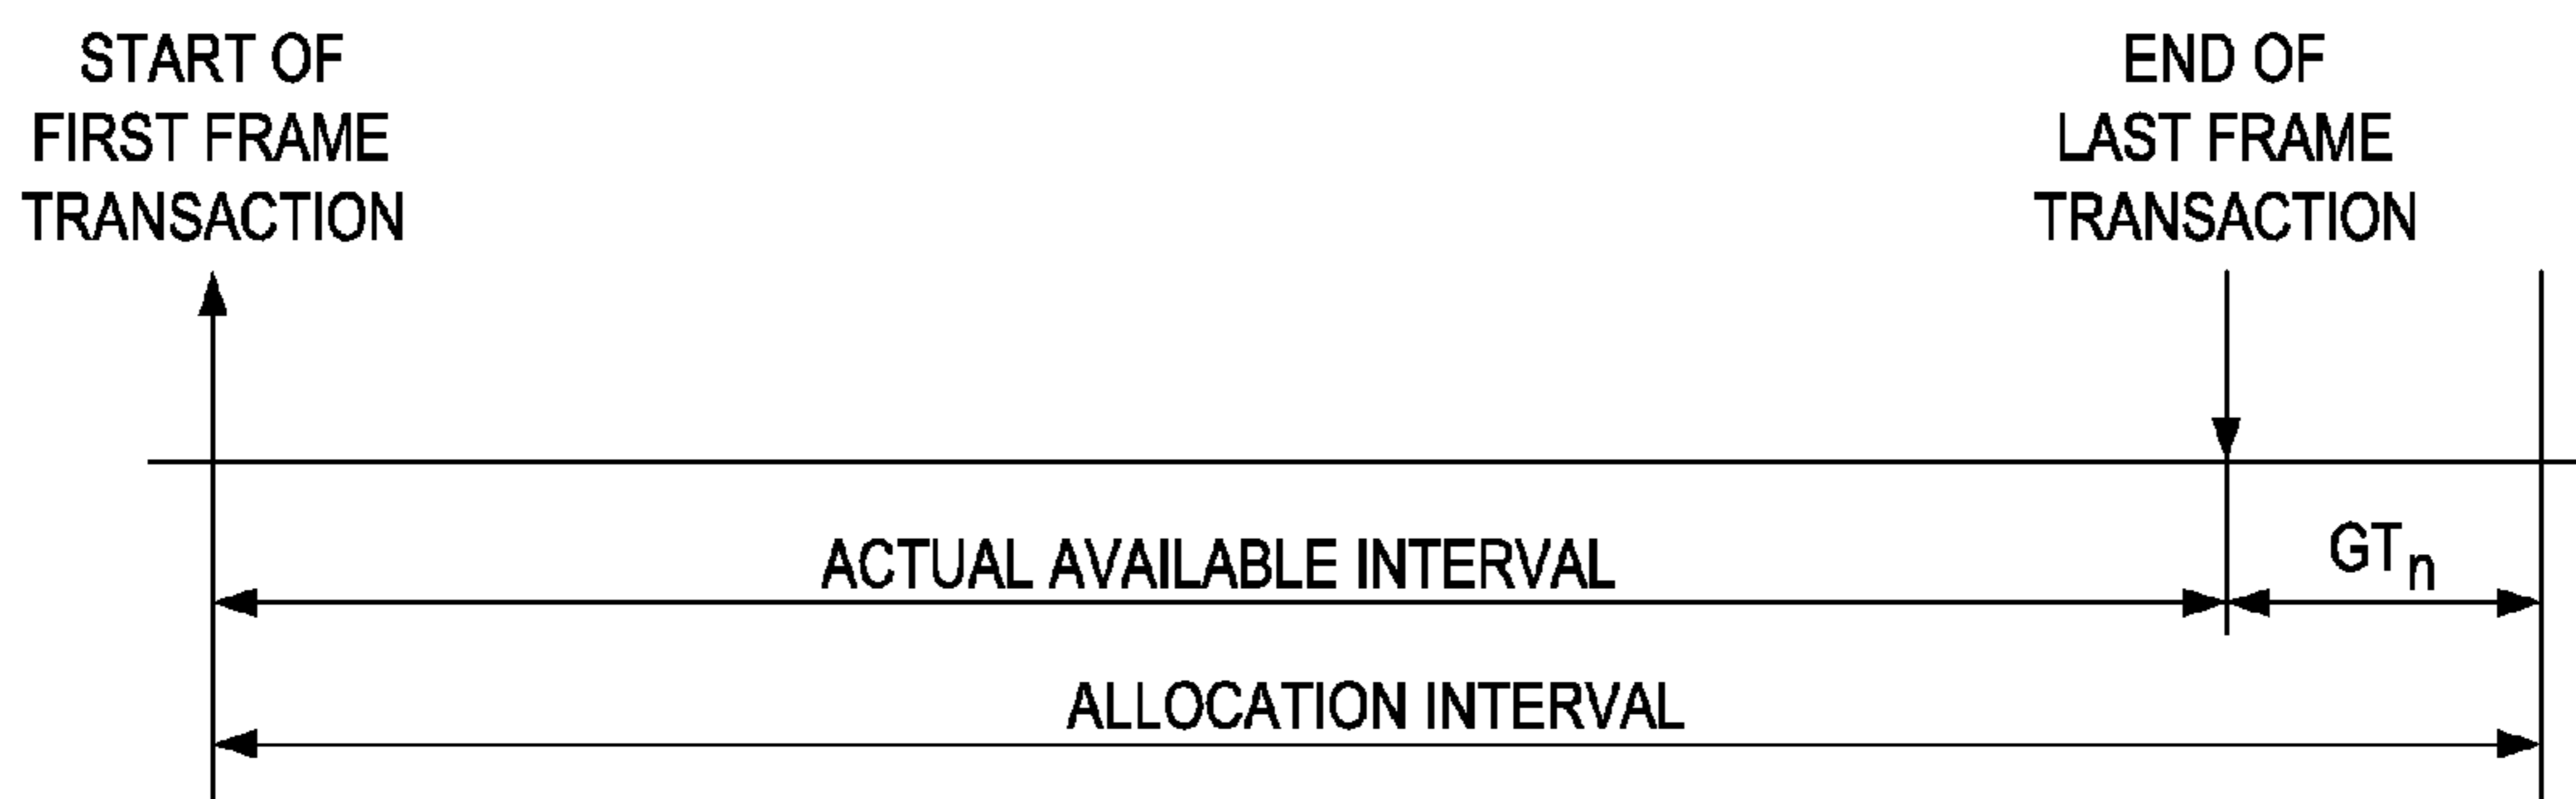 START OF
FIRST FRAME
TRANSACTION
END OF
LAST FRAME
TRANSACTION
ACTUAL AVAILABLE INTERVAL
GTn
ALLOCATION INTERVAL